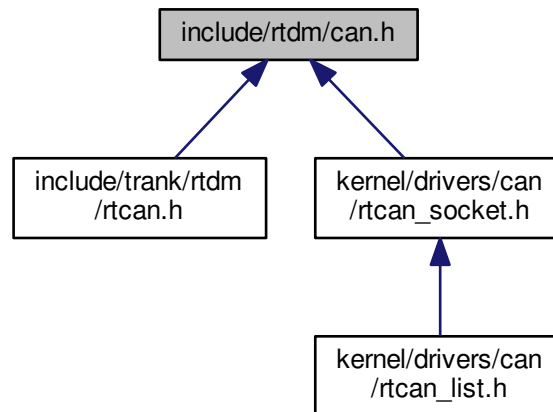 include/rtdm/can.h
include/trank/rtdm
/rtcan.h
kernel/drivers/can
/rtcan_socket.h
kernel/drivers/can
/rtcan_list.h